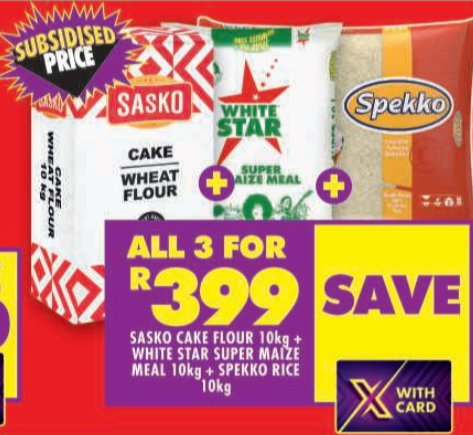 SUBSIDISED
PRICE
SASKO
CAKE
WHEAT
FLOUR
CAKE
WHEAT FLOUR
10 kg
WHITE
STAR
SUPER
MAIZE MEAL
Spekko
+
+
ALL 3 FOR
R399
SASKO CAKE FLOUR 10kg +
WHITE STAR SUPER MAIZE
MEAL 10kg + SPEKKO RICE
10kg
SAVE
X WITH
CARD